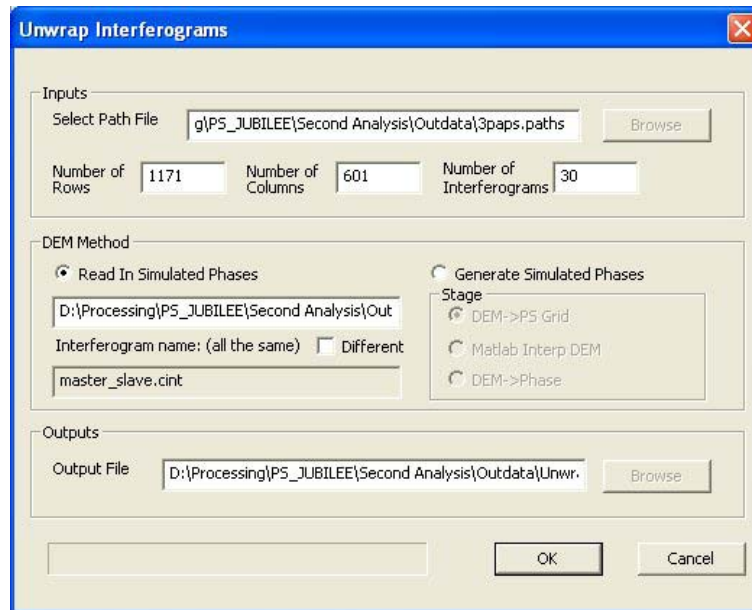 Unwrap Interferograms
Inputs
Select Path File g\PS_JUBILEE\Second Analysis\Outdata\3paps.paths Browse
Number of Rows 1171 Number of Columns 601 Number of Interferograms 30
DEM Method
Read In Simulated Phases Generate Simulated Phases
D:\Processing\PS_JUBILEE\Second Analysis\Out
Stage
DEM->PS Grid
Interferogram name: (all the same) Different
Matlab Interp DEM
master_slave.cint
DEM->Phase
Outputs
Output File D:\Processing\PS_JUBILEE\Second Analysis\Outdata\Unwr. Browse
OK Cancel